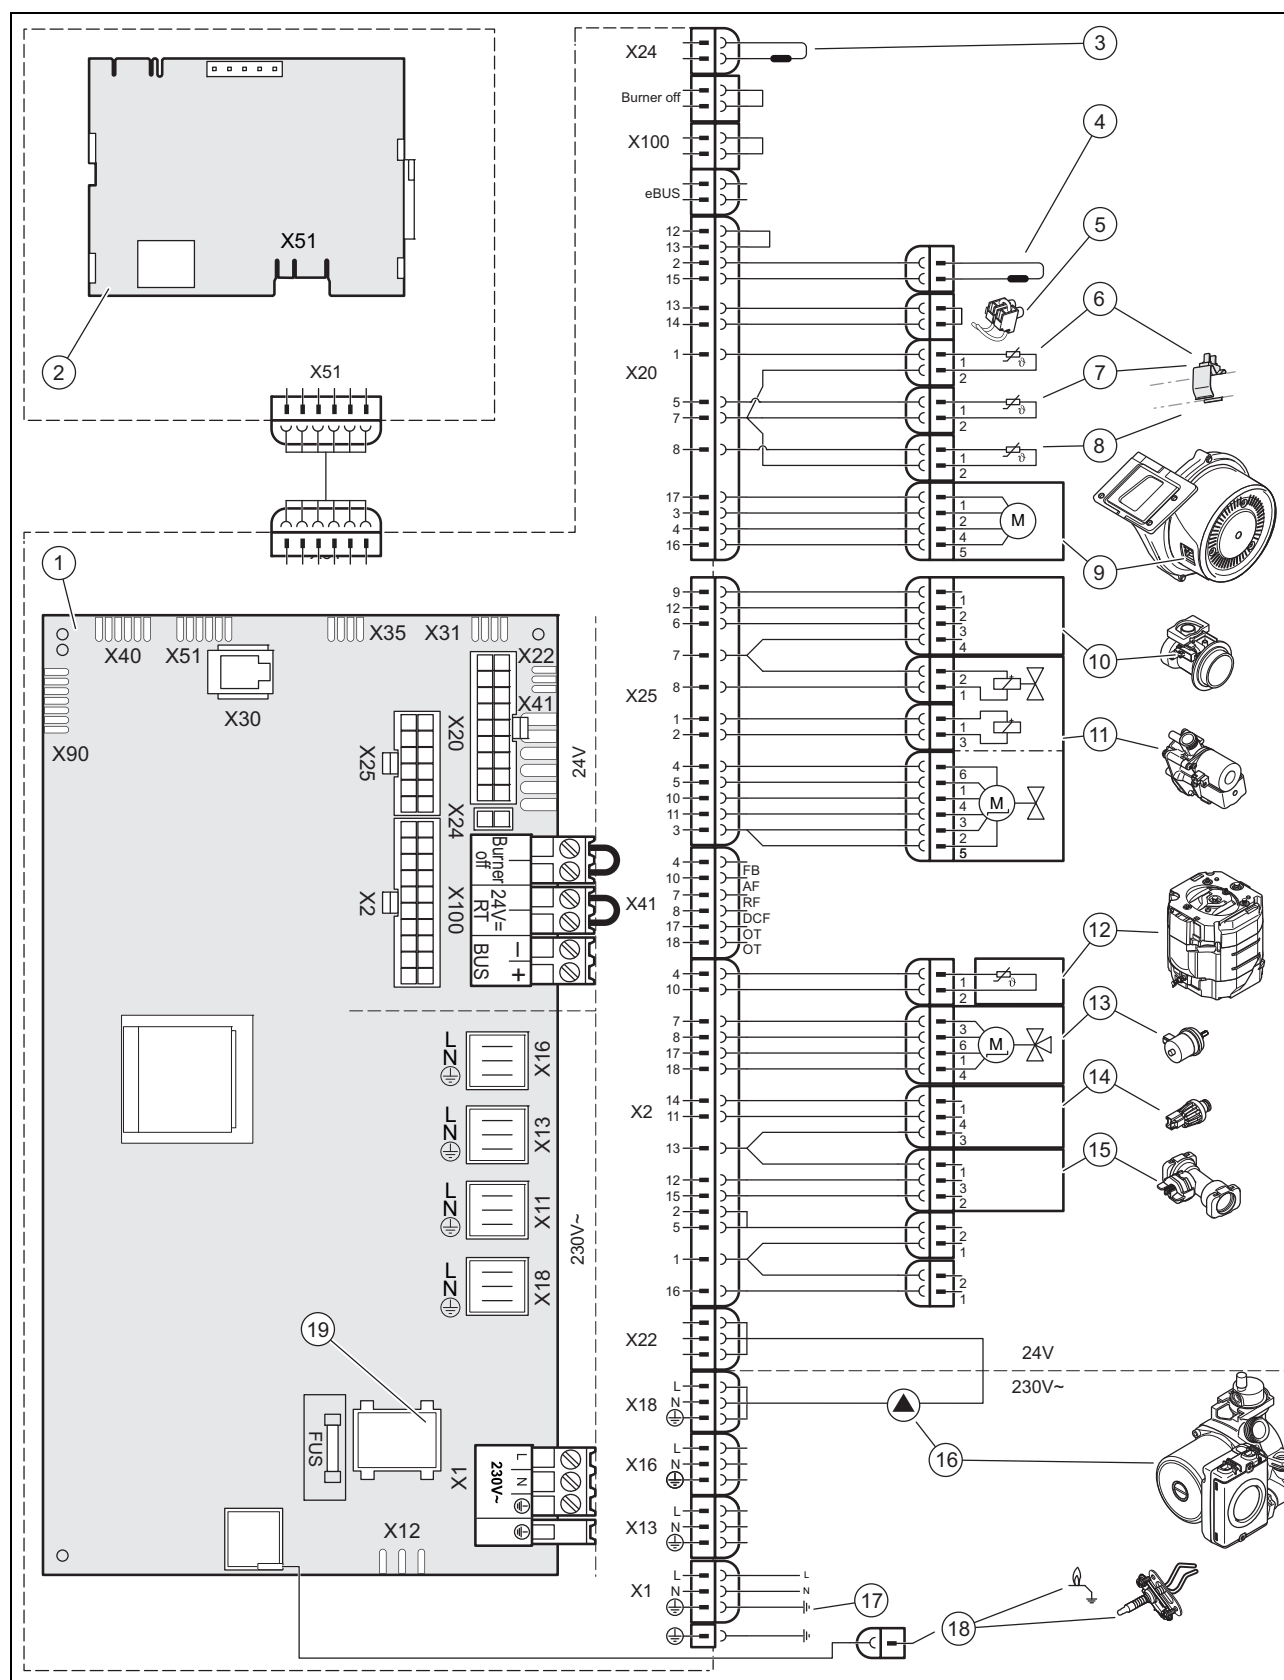 X24
3
Burner off
X100
4
eBUS
X51
5
12
13
2
15
13
14
6
1
1
2
2
X51
X20
7
5
7
1
2
8
8
1
2
17
3
4
16
1
2
4
5
M
9
1
X40
X51
X35
X31
X22
X30
X41
X90
X20
X25
24V
X24
X2
X100
Burner
off
24V=
RT
BUS
–
+
9
12
6
7
8
1
2
4
5
10
11
3
X25
1
2
3
4
2
1
1
3
6
1
4
3
2
5
M
10
11
X41
4
10
7
8
17
18
FB
AF
RF
DCF
OT
OT
12
4
10
1
2
7
8
17
18
3
6
1
4
M
13
X2
14
11
13
12
15
2
5
1
16
1
4
3
14
1
3
2
15
2
1
2
1
L
N
X16
L
N
X13
L
N
X11
L
N
X18
230V~
19
FUS
X1
L
N
230V~
X12
X22
24V
230V~
X18
L
N
X16
L
N
16
X13
L
N
X1
L
N
L
N
17
18